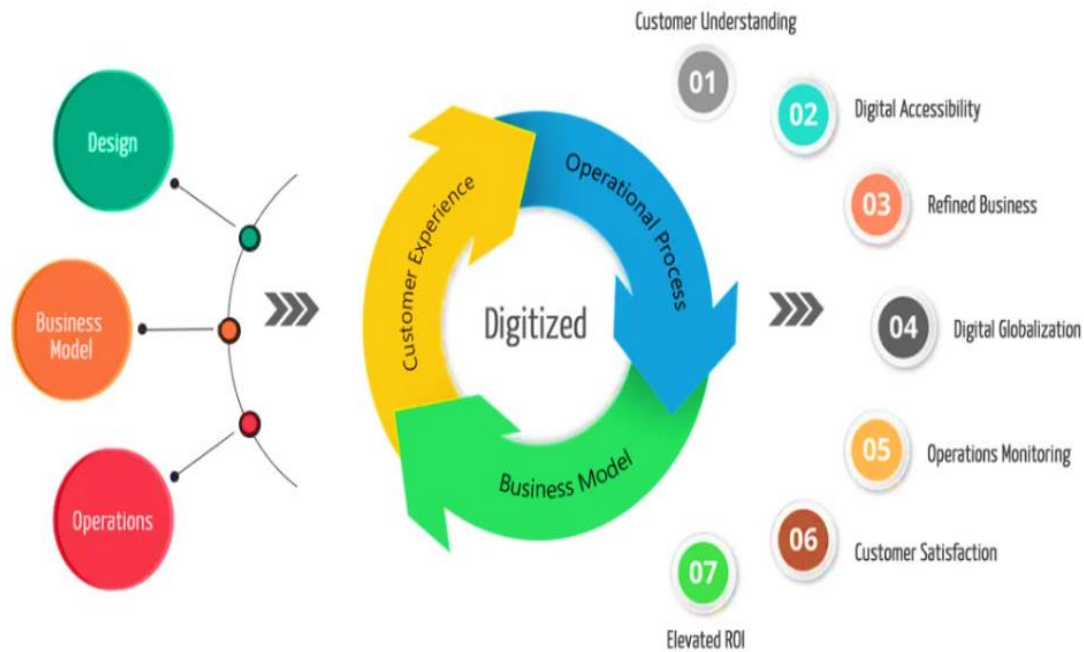 Design
Business
Model
Operations
Customer Experience
Operational Process
Business Model
Digitized
Customer Understanding
01
02
Digital Accessibility
03
Refined Business
04
Digital Globalization
05
Operations Monitoring
06
Customer Satisfaction
07
Elevated ROI